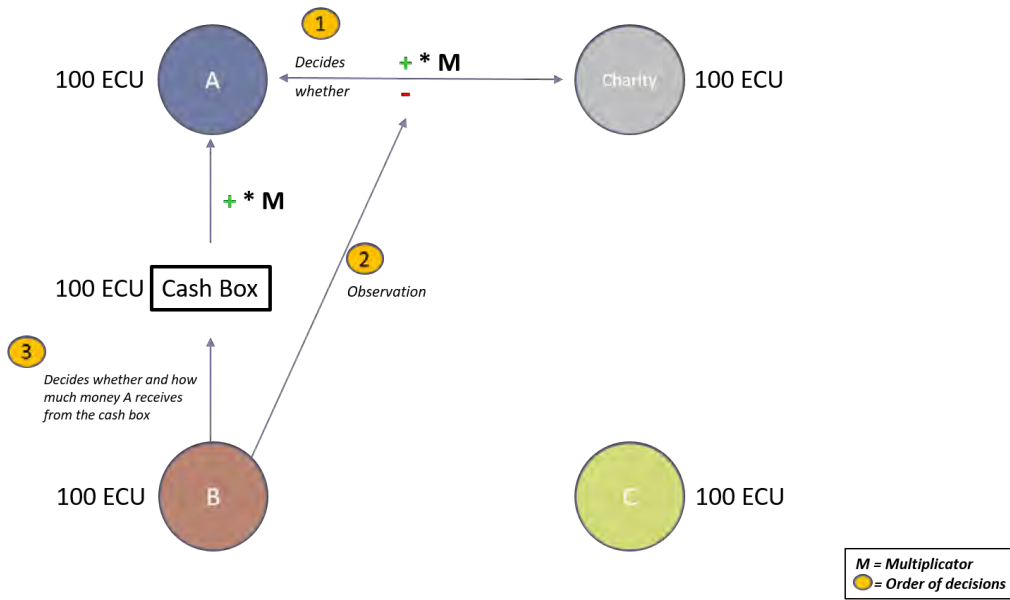 1
Decides
whether
+ * M
-
100 ECU
A
Charity
100 ECU
+ * M
2
Observation
100 ECU
Cash Box
3
Decides whether and how
much money A receives
from the cash box
100 ECU
B
C
100 ECU
M = Multiplicator
= Order of decisions